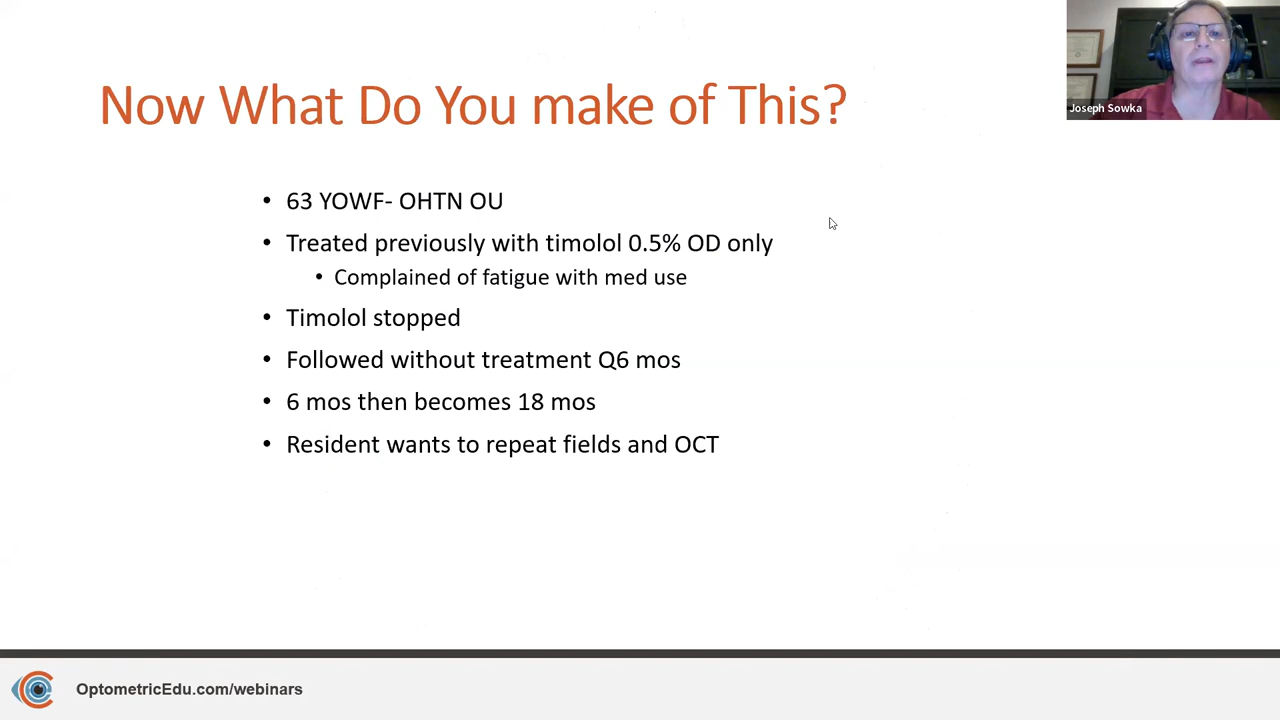 Joseph Sowka
Now What Do You make of This?
• 63 YOWF- OHTN OU
• Treated previously with timolol 0.5% OD only
• Complained of fatigue with med use
• Timolol stopped
• Followed without treatment Q6 mos
• 6 mos then becomes 18 mos
• Resident wants to repeat fields and OCT
OptometricEdu.com/webinars